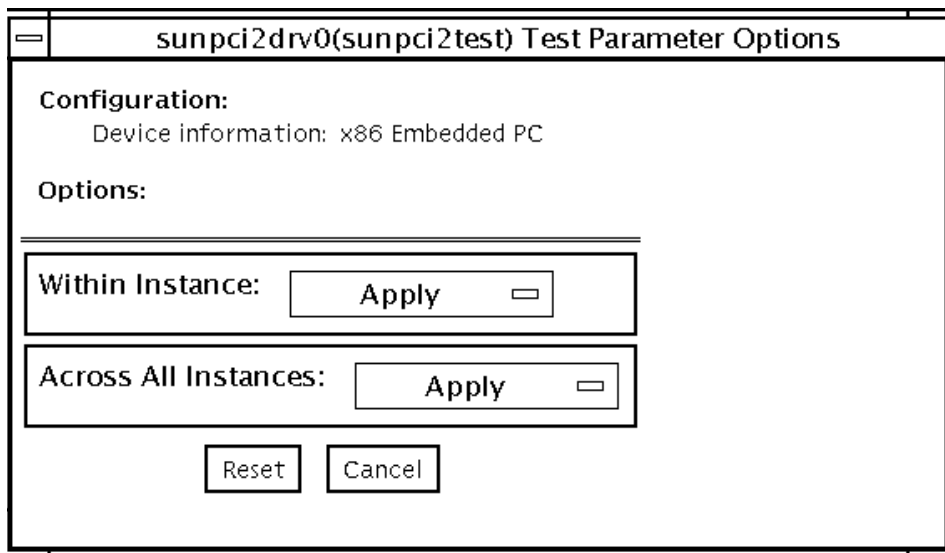 sunpci2drv0(sunpci2test) Test Parameter Options
Configuration:
Device information: x86 Embedded PC
Options:
Within Instance: Apply
Across All Instances: Apply
Reset Cancel